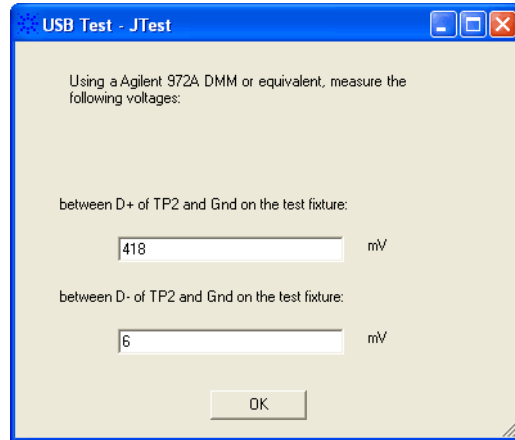 USB Test - JTest
Using a Agilent 972A DMM or equivalent, measure the
following voltages:
between D+ of TP2 and Gnd on the test fixture:
418 mV
between D- of TP2 and Gnd on the test fixture:
6 mV
OK